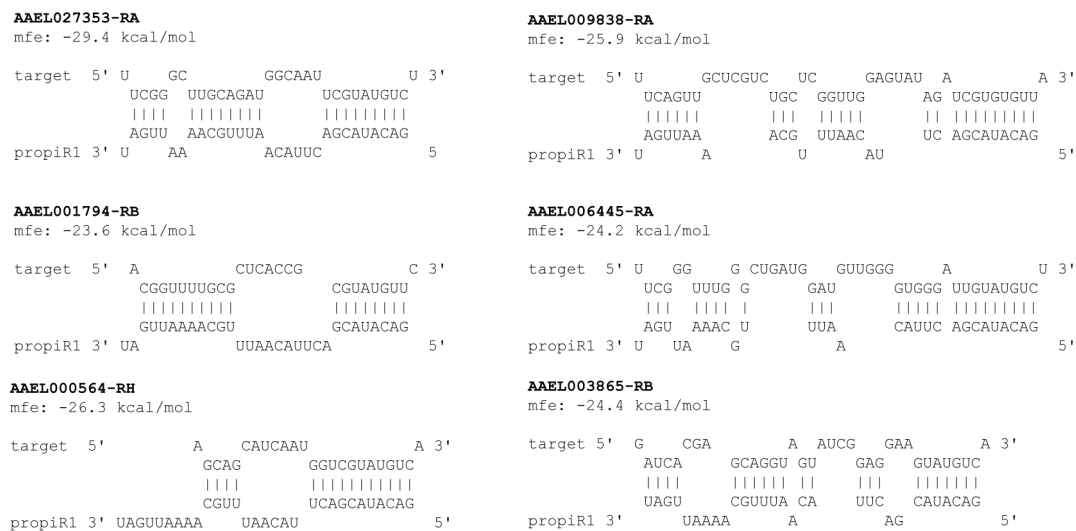 AAEL027353-RA
mfe: -29.4 kcal/mol
target 5' U GC GGCAAU U 3'
UCGG UUGCAGAU UCGUAUGUC
|||| |||||||| |||||||||
AGUU AACGUUUA AGCAUACAG
propiR1 3' U AA ACAUUC 5
AAEL009838-RA
mfe: -25.9 kcal/mol
target 5' U GCUCGUC UC GAGUAU A A 3'
UCAGUU UGC GGUUG AG UCGUGUGUU
|||||| ||| ||||| || |||||||||
AGUUAA ACG UUAAC UC AGCAUACAG
propiR1 3' U A U AU 5'
AAEL001794-RB
mfe: -23.6 kcal/mol
target 5' A CUCACCG C 3'
CGGUUUUGCG CGUAUGUU
|||||||||| ||||||||
GUUAAAACGU GCAUACAG
propiR1 3' UA UUAACAUUCA 5'
AAEL006445-RA
mfe: -24.2 kcal/mol
target 5' U GG G CUGAUG GUUGGG A U 3'
UCG UUUG G GAU GUGGG UUGUAUGUC
||| |||| | ||| ||||| |||||||||
AGU AAAC U UUA CAUUC AGCAUACAG
propiR1 3' U UA G A 5'
AAEL000564-RH
mfe: -26.3 kcal/mol
target 5' A CAUCAAU A 3'
GCAG GGUCGUAUGUC
|||| |||||||||||
CGUU UCAGCAUACAG
propiR1 3' UAGUUAAAA UAACAU 5'
AAEL003865-RB
mfe: -24.4 kcal/mol
target 5' G CGA A AUCG GAA A 3'
AUCA GCAGGU GU GAG GUAUGUC
|||| |||||| || ||| |||||||
UAGU CGUUUA CA UUC CAUACAG
propiR1 3' UAAAA A AG 5'